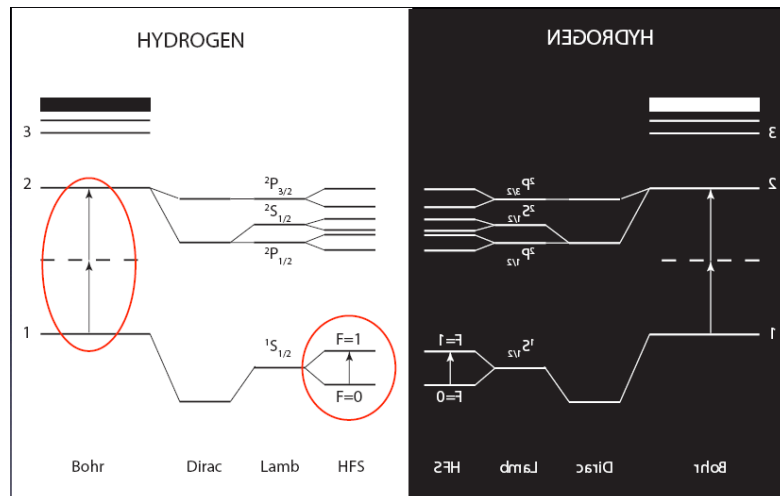 HYDROGEN
HYDROGEN
3
3
2
2
²P3/2
²P3/2
²S1/2
²S1/2
²P1/2
²P1/2
1
1
¹S1/2
F=1
F=1
¹S1/2
F=0
F=0
Bohr
Dirac
Lamb
HFS
HFS
Lamb
Dirac
Bohr